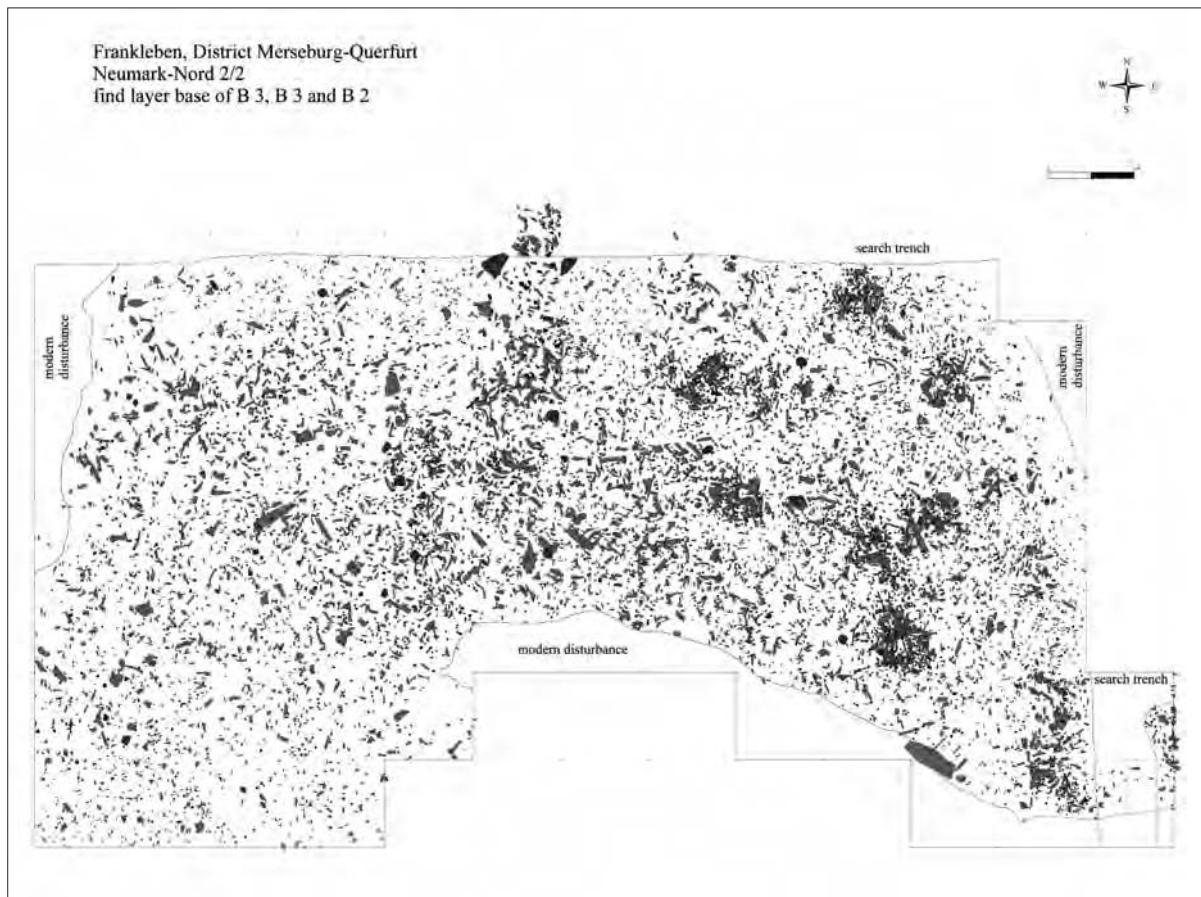 Frankleben, District Merseburg-Querfurt
Neumark-Nord 2/2
find layer base of B 3, B 3 and B 2
N
W E
S
search trench
modern
disturbance
modern
disturbance
modern disturbance
search trench